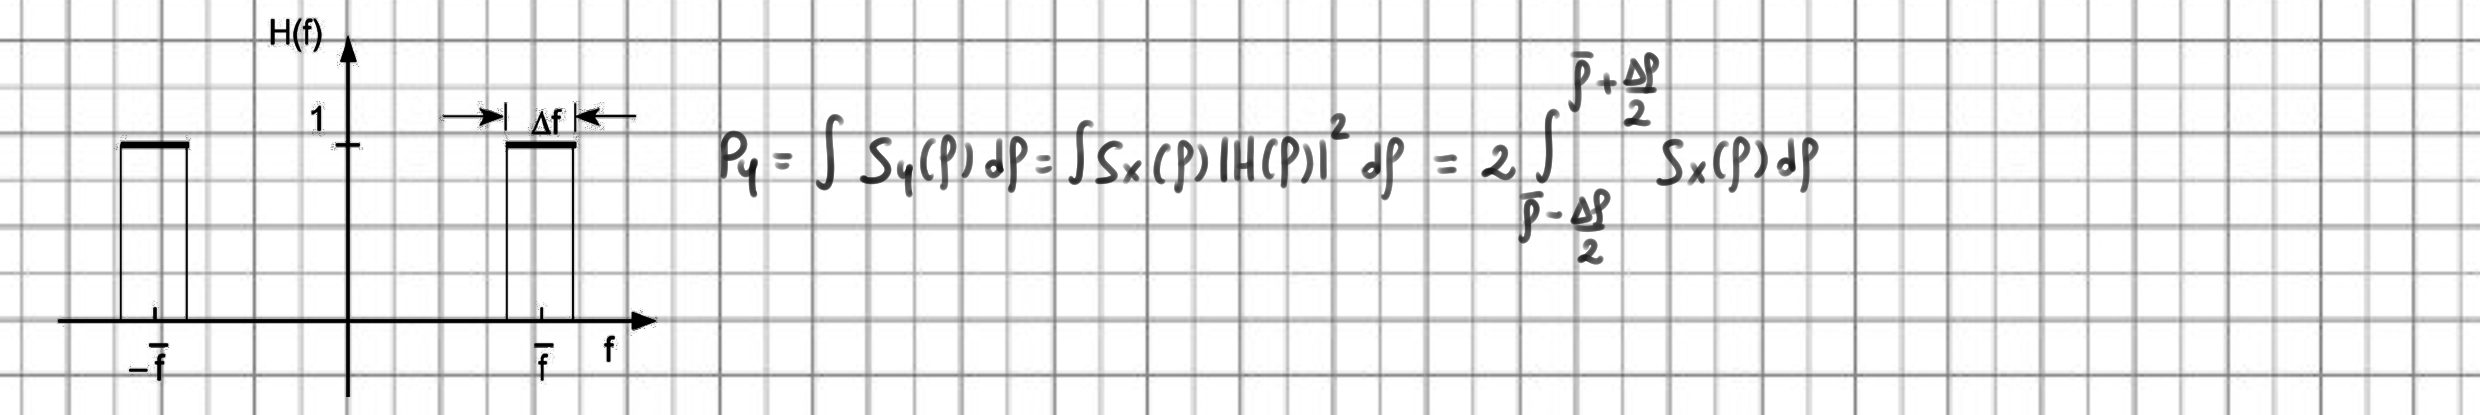 H(f)
1
Δf
−f̄
f̄
f
P_y = ∫ S_y(f) df = ∫ S_x(f) |H(f)|² df = 2 ∫_{f̄ - Δf/2}^{f̄ + Δf/2} S_x(f) df